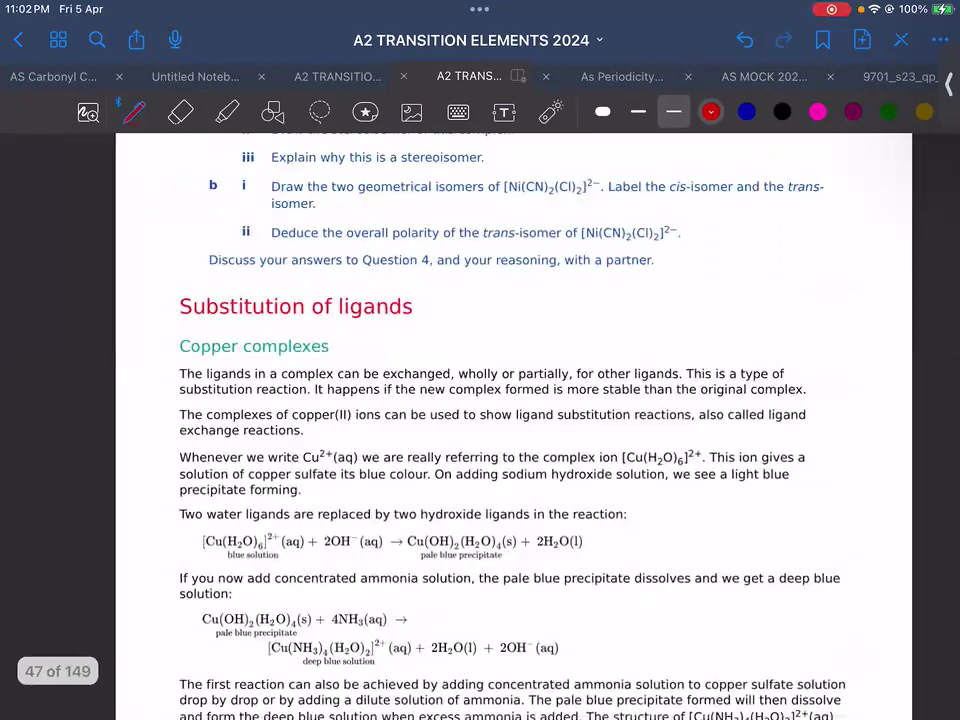 11:02PM Fri 5 Apr
100%
A2 TRANSITION ELEMENTS 2024
AS Carbonyl C...
Untitled Noteb...
A2 TRANSITIO...
A2 TRANS...
As Periodicity...
AS MOCK 202...
9701_s23_qp_
iii Explain why this is a stereoisomer.
b i Draw the two geometrical isomers of [Ni(CN)₂(Cl)₂]²⁻. Label the cis-isomer and the trans-
isomer.
ii Deduce the overall polarity of the trans-isomer of [Ni(CN)₂(Cl)₂]²⁻.
Discuss your answers to Question 4, and your reasoning, with a partner.
Substitution of ligands
Copper complexes
The ligands in a complex can be exchanged, wholly or partially, for other ligands. This is a type of
substitution reaction. It happens if the new complex formed is more stable than the original complex.
The complexes of copper(II) ions can be used to show ligand substitution reactions, also called ligand
exchange reactions.
Whenever we write Cu²⁺(aq) we are really referring to the complex ion [Cu(H₂O)₆]²⁺. This ion gives a
solution of copper sulfate its blue colour. On adding sodium hydroxide solution, we see a light blue
precipitate forming.
Two water ligands are replaced by two hydroxide ligands in the reaction:
[Cu(H₂O)₆]²⁺(aq) + 2OH⁻(aq) → Cu(OH)₂(H₂O)₄(s) + 2H₂O(l)
blue solution pale blue precipitate
If you now add concentrated ammonia solution, the pale blue precipitate dissolves and we get a deep blue
solution:
Cu(OH)₂(H₂O)₄(s) + 4NH₃(aq) →
pale blue precipitate
[Cu(NH₃)₄(H₂O)₂]²⁺(aq) + 2H₂O(l) + 2OH⁻(aq)
deep blue solution
47 of 149
The first reaction can also be achieved by adding concentrated ammonia solution to copper sulfate solution
drop by drop or by adding a dilute solution of ammonia. The pale blue precipitate formed will then dissolve
and form the deep blue solution when excess ammonia is added. The structure of [Cu(NH₃)₄(H₂O)₂]²⁺(aq)